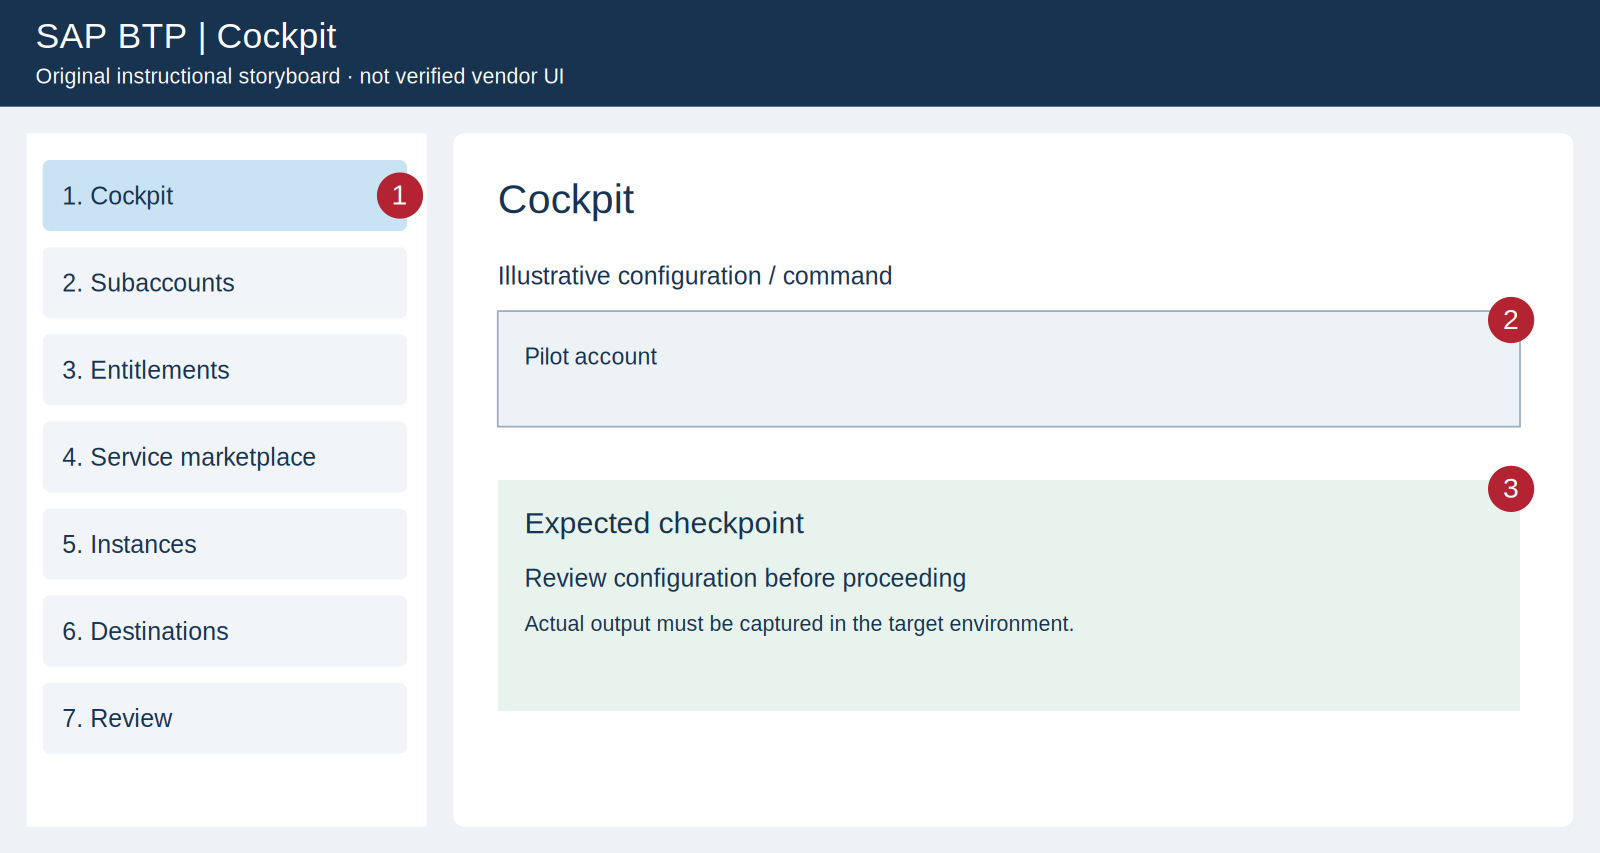 SAP BTP | Cockpit
Original instructional storyboard · not verified vendor UI
1. Cockpit
1
2. Subaccounts
3. Entitlements
4. Service marketplace
5. Instances
6. Destinations
7. Review
Cockpit
Illustrative configuration / command
2
Pilot account
3
Expected checkpoint
Review configuration before proceeding
Actual output must be captured in the target environment.